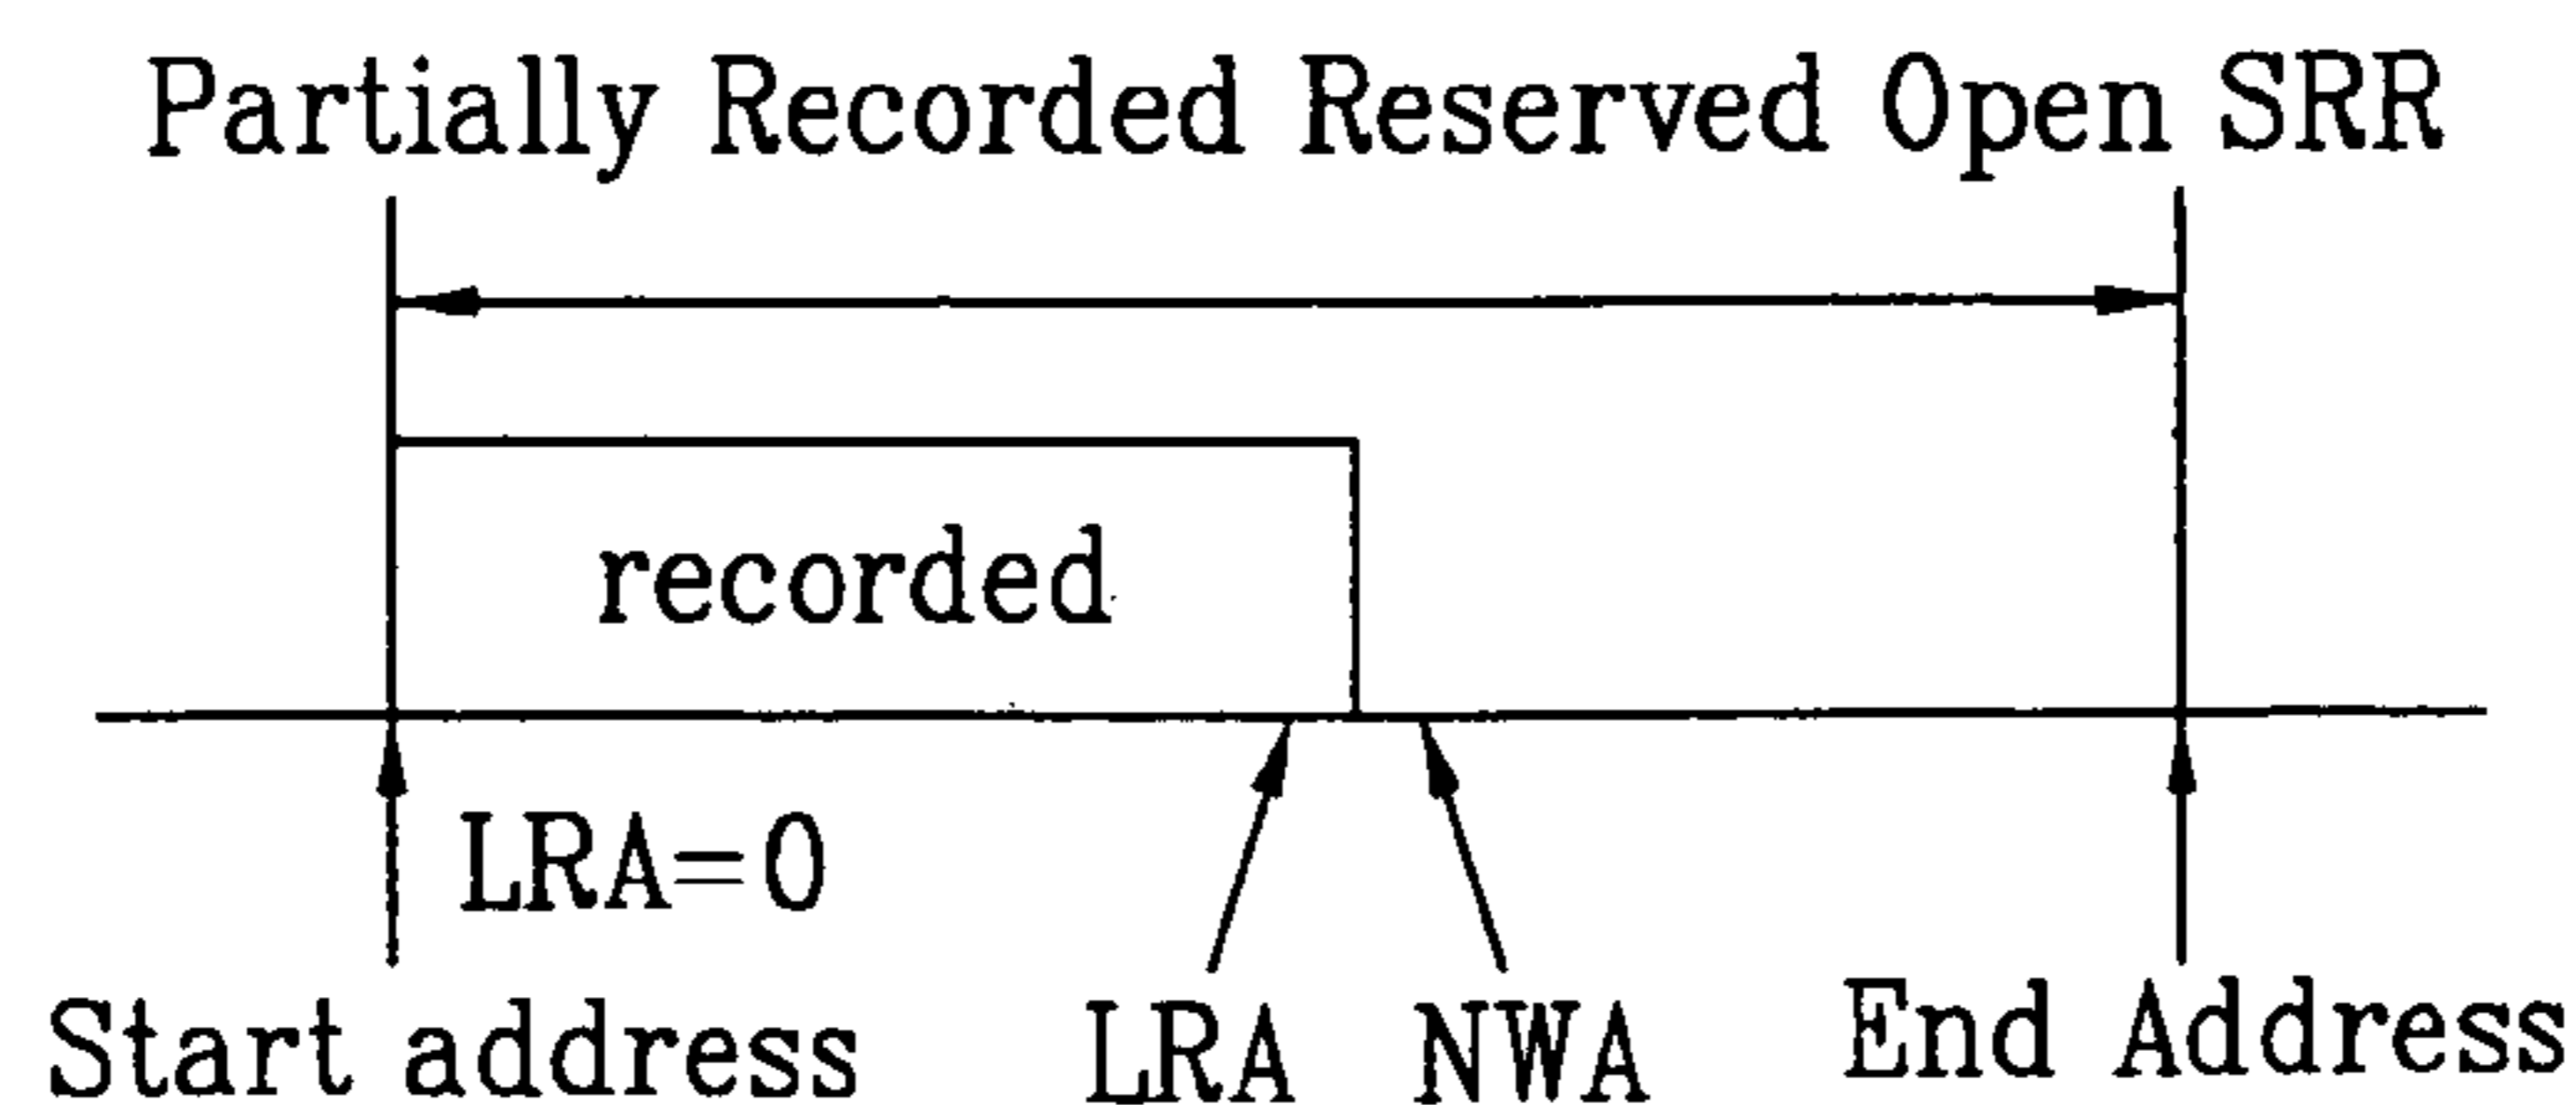 Partially Recorded Reserved Open SRR
recorded
LRA=0
Start address LRA NWA End Address